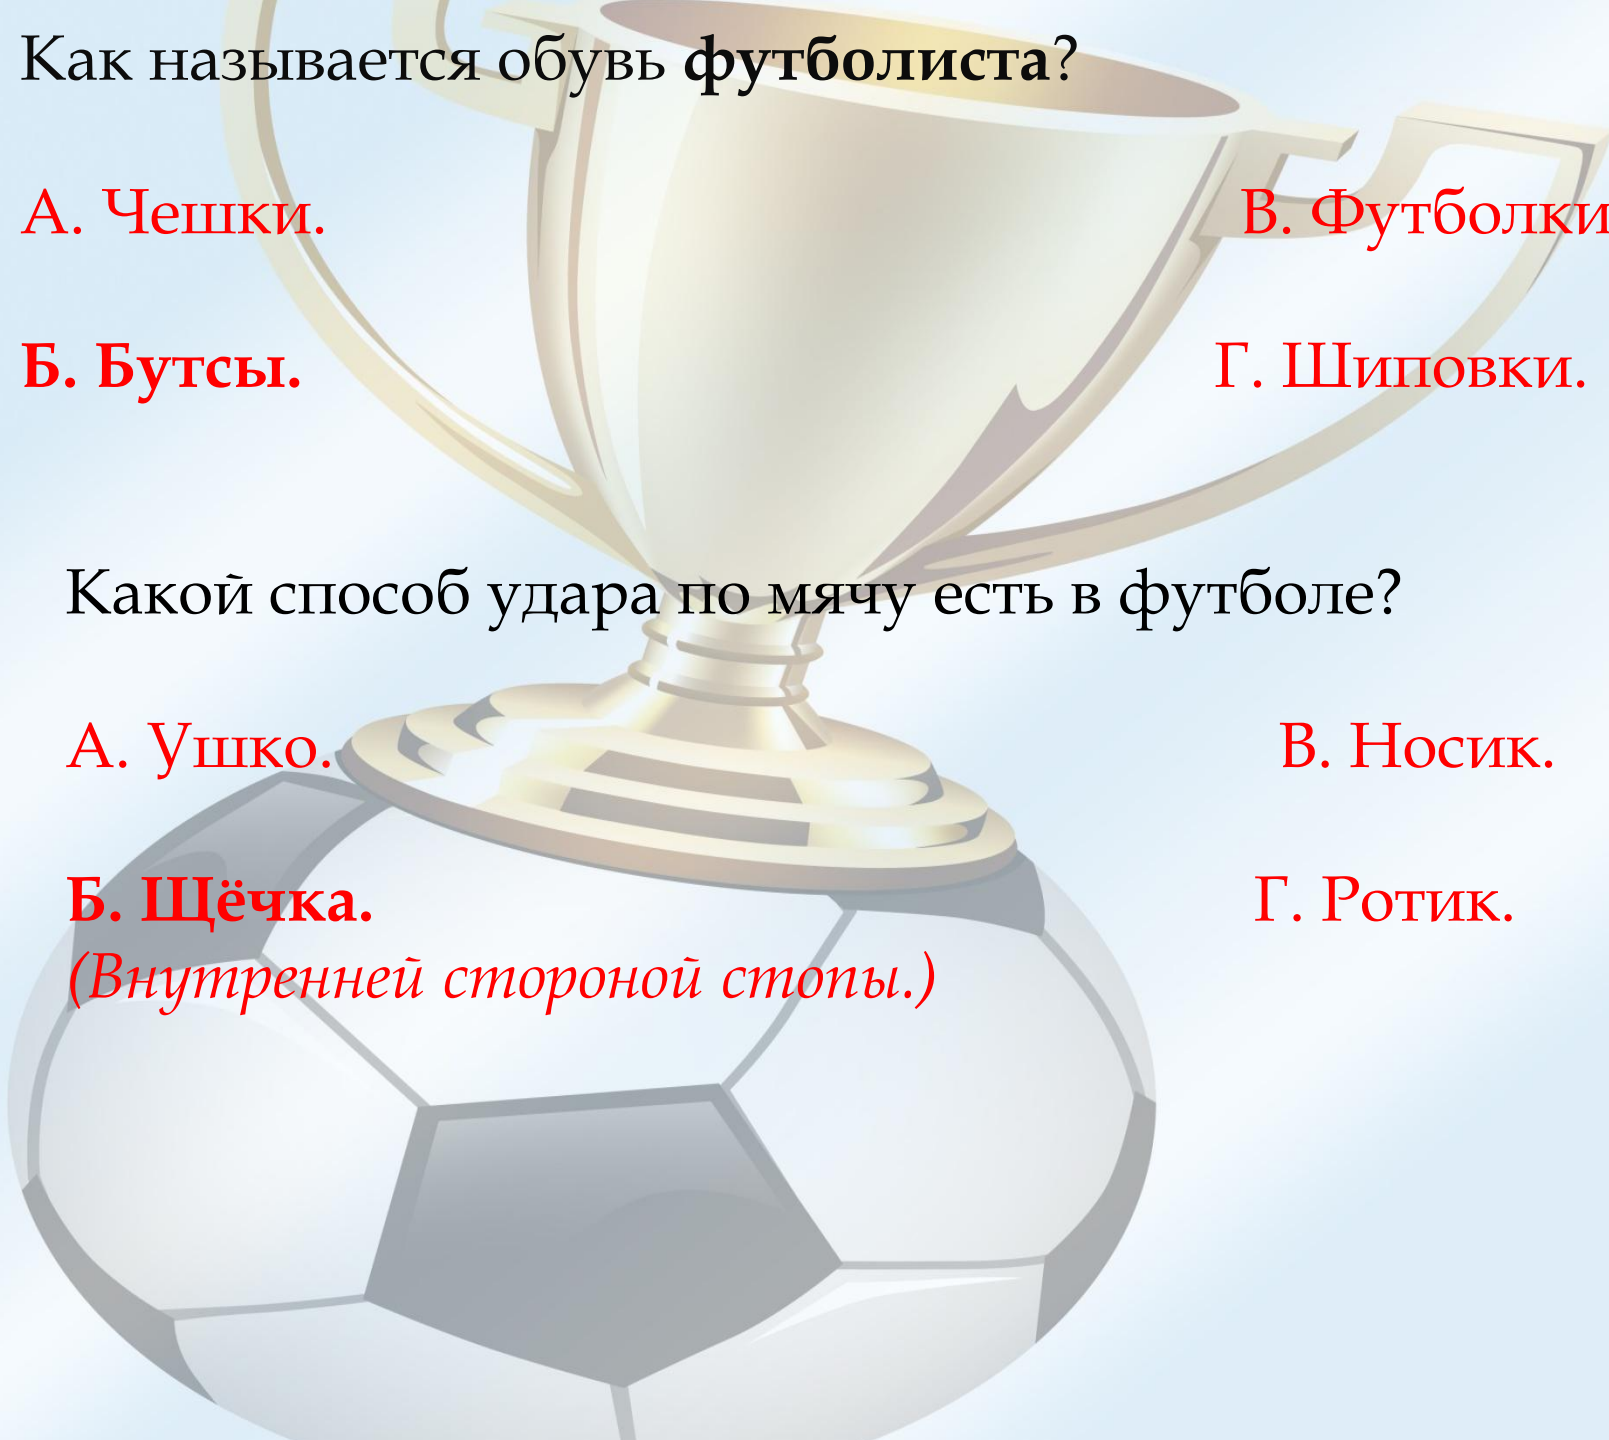 Как называется обувь футболиста?
А. Чешки. В. Футболки
Б. Бутсы. Г. Шиповки.
Какой способ удара по мячу есть в футболе?
А. Ушко. В. Носик.
Б. Щёчка. Г. Ротик.
(Внутренней стороной стопы.)